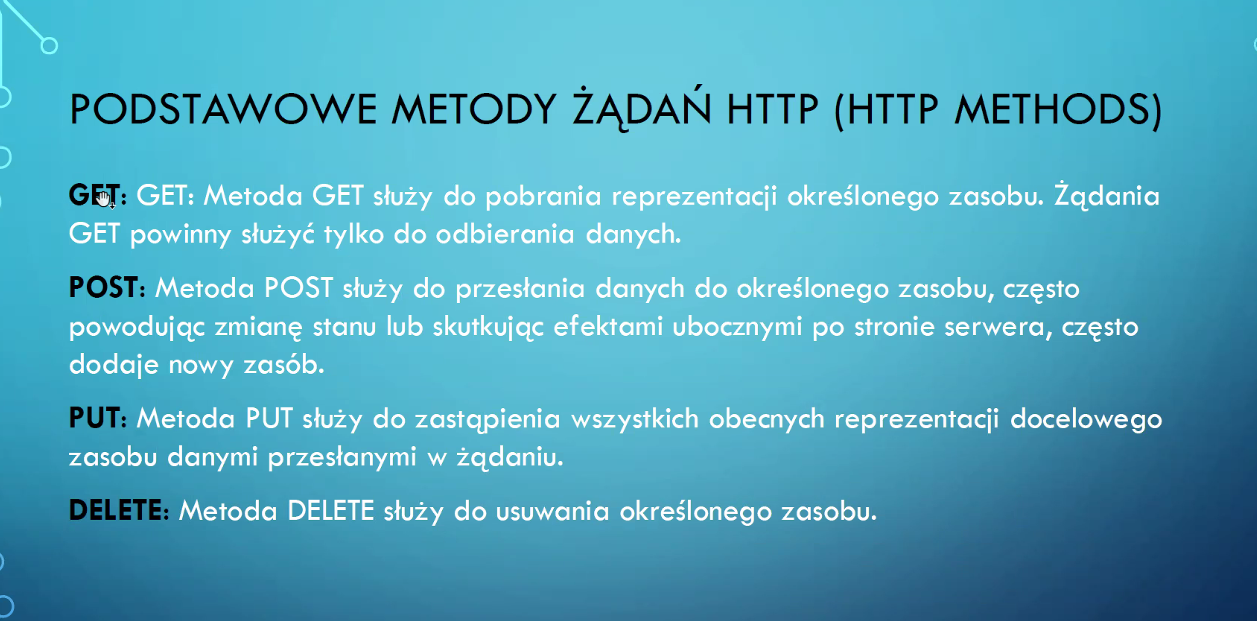 PODSTAWOWE METODY ŻĄDAŃ HTTP (HTTP METHODS)
GET: GET: Metoda GET służy do pobrania reprezentacji określonego zasobu. Żądania
GET powinny służyć tylko do odbierania danych.
POST: Metoda POST służy do przesłania danych do określonego zasobu, często
powodując zmianę stanu lub skutkując efektami ubocznymi po stronie serwera, często
dodaje nowy zasób.
PUT: Metoda PUT służy do zastąpienia wszystkich obecnych reprezentacji docelowego
zasobu danymi przesłanymi w żądaniu.
DELETE: Metoda DELETE służy do usuwania określonego zasobu.